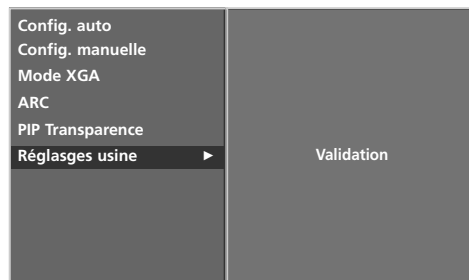 Config. auto
Config. manuelle
Mode XGA
ARC
PIP Transparence
Réglasges usine ►
Validation